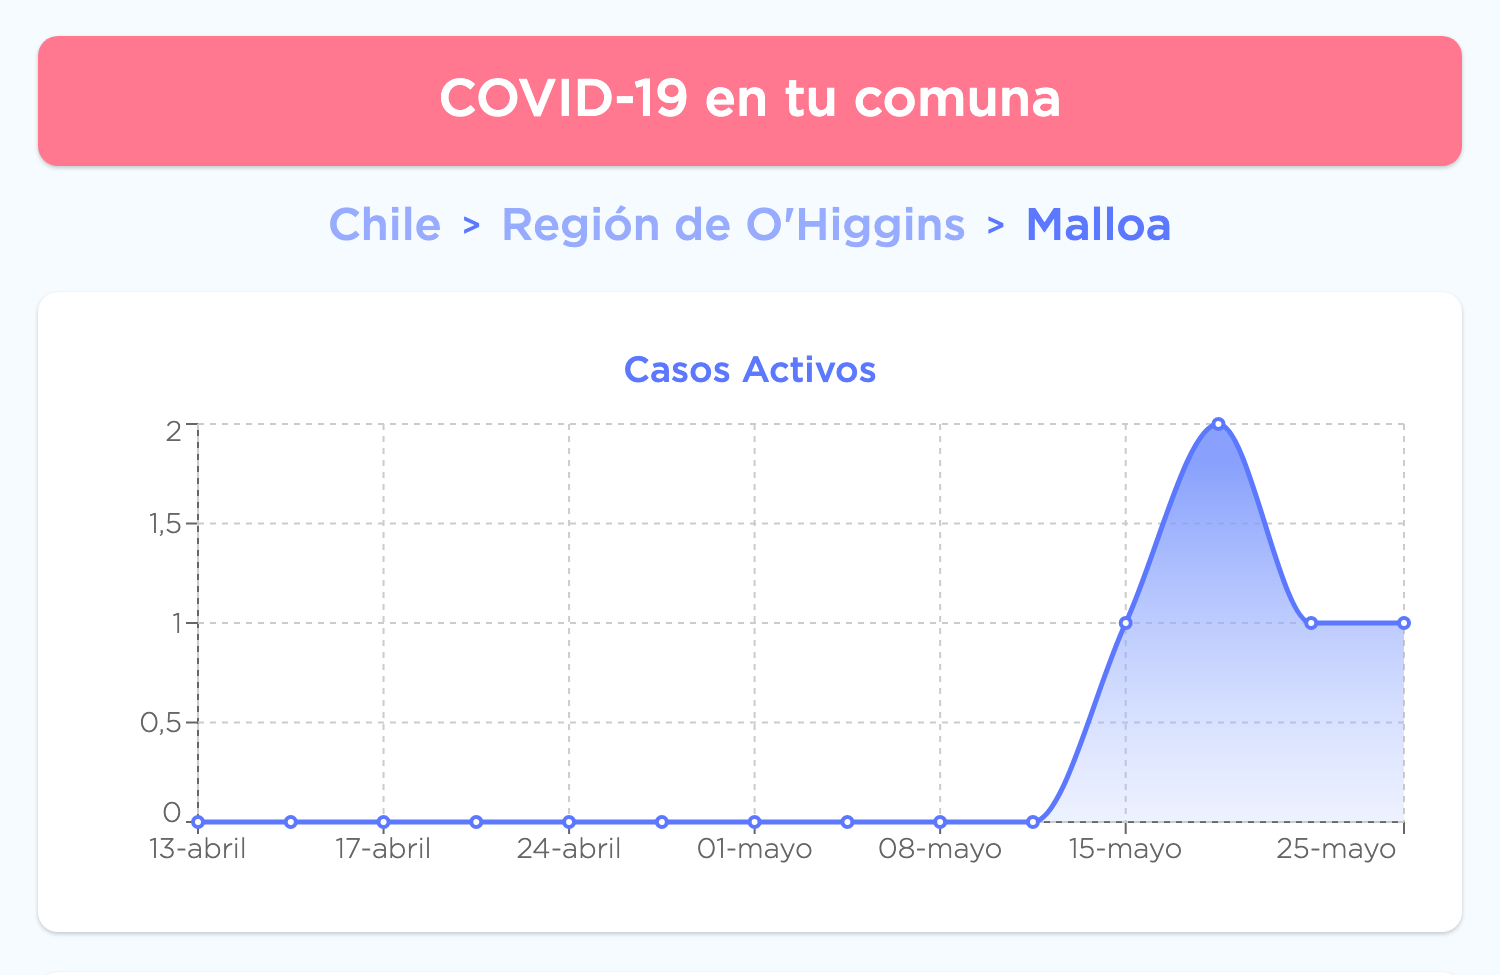 COVID-19 en tu comuna
Chile > Región de O'Higgins > Malloa
Casos Activos
2
1,5
1
0,5
0
13-abril 17-abril 24-abril 01-mayo 08-mayo 15-mayo 25-mayo